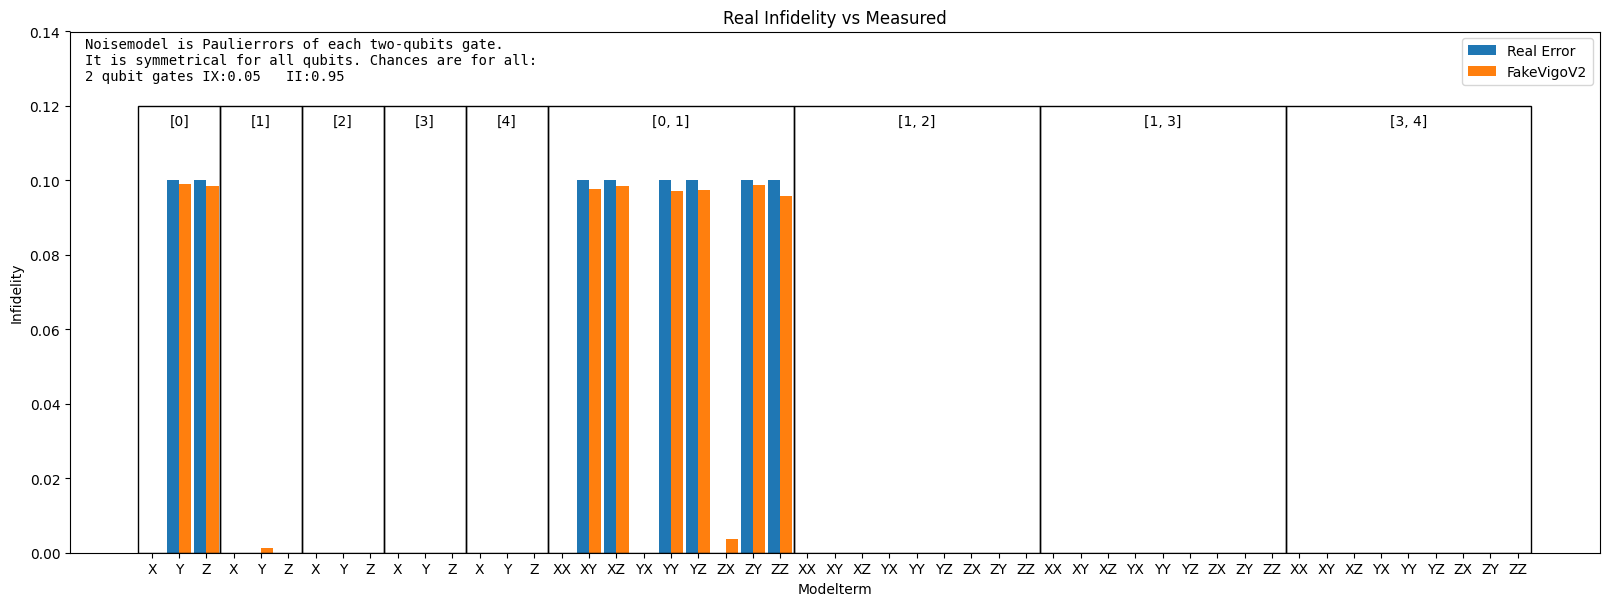 Real Infidelity vs Measured
Noisemodel is Paulierrors of each two-qubits gate.
It is symmetrical for all qubits. Chances are for all:
2 qubit gates IX:0.05   II:0.95
Real Error
FakeVigoV2
[0] [1] [2] [3] [4] [0, 1] [1, 2] [1, 3] [3, 4]
0.14
0.12
0.10
0.08
0.06
0.04
0.02
0.00
Infidelity
X Y Z X Y Z X Y Z X Y Z X Y Z XX XY XZ YX YY YZ ZX ZY ZZ XX XY XZ YX YY YZ ZX ZY ZZ XX XY XZ YX YY YZ ZX ZY ZZ XX XY XZ YX YY YZ ZX ZY ZZ
Modelterm